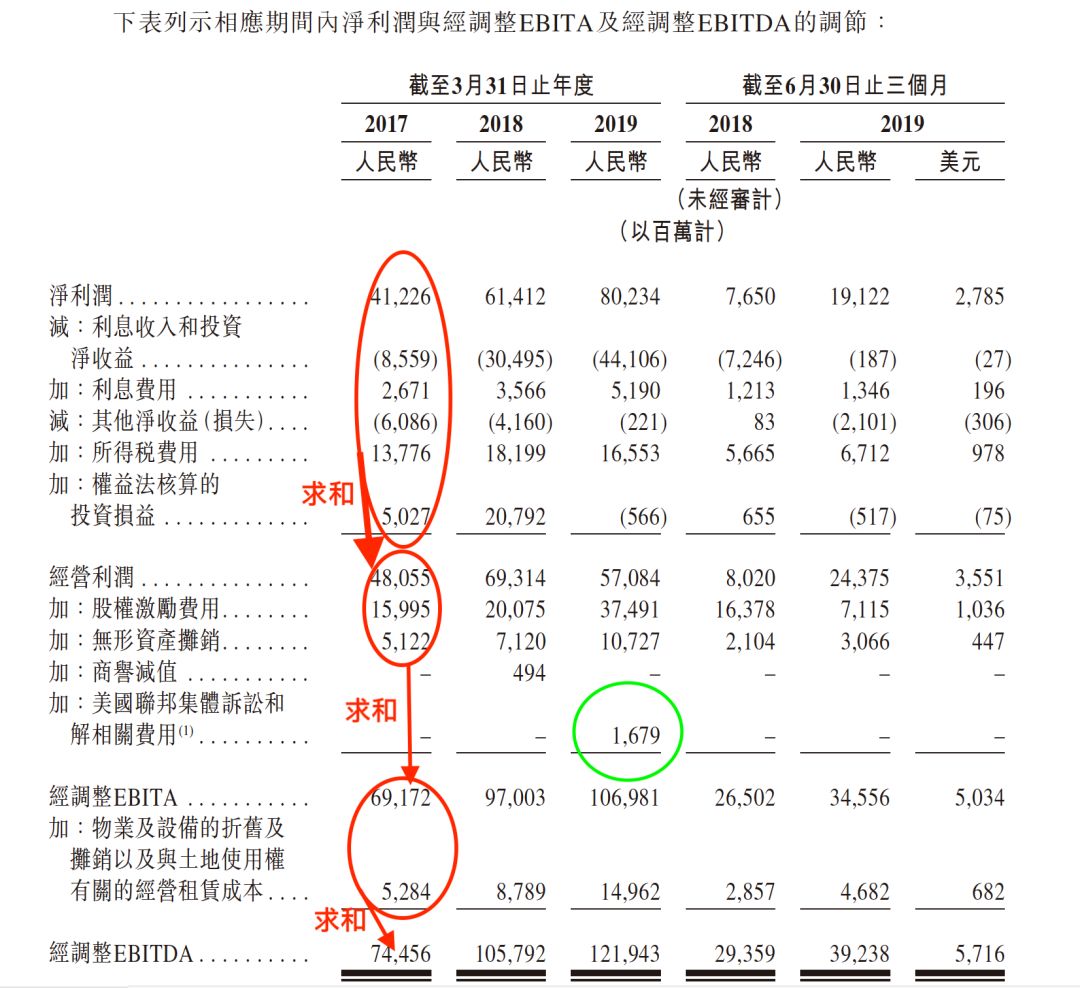 下表列示相應期間內淨利潤與經調整EBITA及經調整EBITDA的調節：
截至3月31日止年度 截至6月30日止三個月
2017 2018 2019 2018 2019
人民幣 人民幣 人民幣 人民幣 人民幣 美元
（未經審計）
（以百萬計）
淨利潤................. 41,226 61,412 80,234 7,650 19,122 2,785
減：利息收入和投資
淨收益............... (8,559) (30,495) (44,106) (7,246) (187) (27)
加：利息費用........... 2,671 3,566 5,190 1,213 1,346 196
減：其他淨收益(損失).... (6,086) (4,160) (221) 83 (2,101) (306)
加：所得稅費用......... 13,776 18,199 16,553 5,665 6,712 978
加：權益法核算的
求和
投資損益............. 5,027 20,792 (566) 655 (517) (75)
經營利潤............... 48,055 69,314 57,084 8,020 24,375 3,551
加：股權激勵費用........ 15,995 20,075 37,491 16,378 7,115 1,036
加：無形資產攤銷........ 5,122 7,120 10,727 2,104 3,066 447
加：商譽減值........... – 494 – – – –
加：美國聯邦集體訴訟和
求和
解相關費用(1).......... – – 1,679 – – –
經調整EBITA ........... 69,172 97,003 106,981 26,502 34,556 5,034
加：物業及設備的折舊及
攤銷以及與土地使用權
有關的經營租賃成本.... 5,284 8,789 14,962 2,857 4,682 682
求和
經調整EBITDA.......... 74,456 105,792 121,943 29,359 39,238 5,716